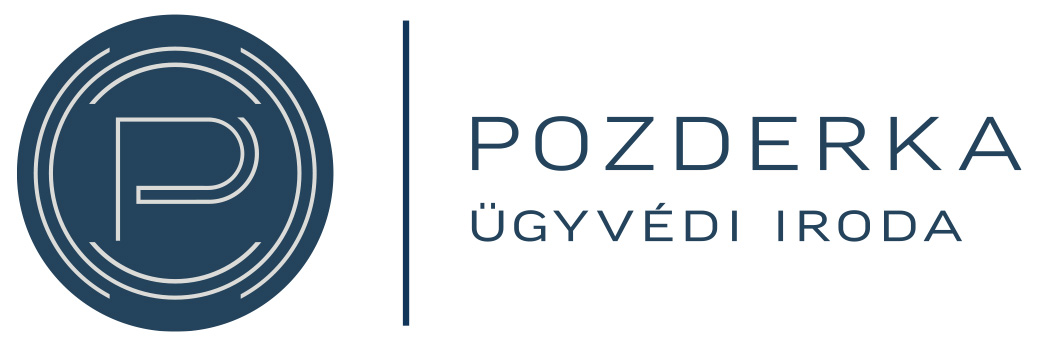 P
POZDERKA
ÜGYVÉDI IRODA